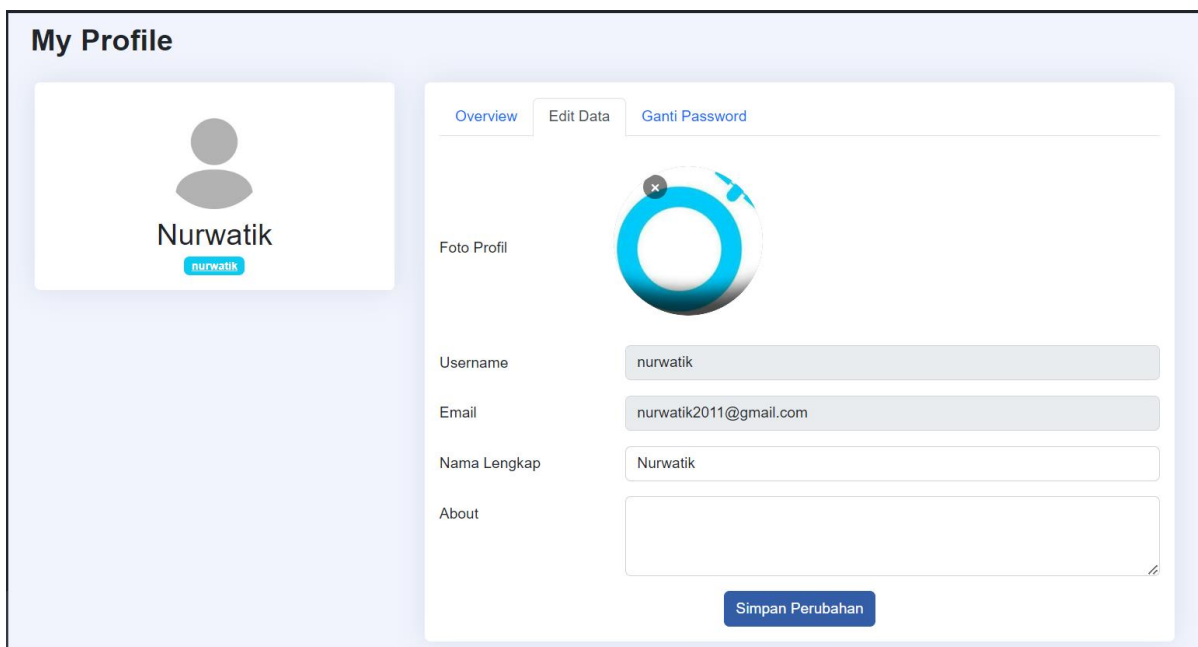 My Profile
Nurwatik
nurwatik
Overview
Edit Data
Ganti Password
Foto Profil
Username
nurwatik
Email
nurwatik2011@gmail.com
Nama Lengkap
Nurwatik
About
Simpan Perubahan